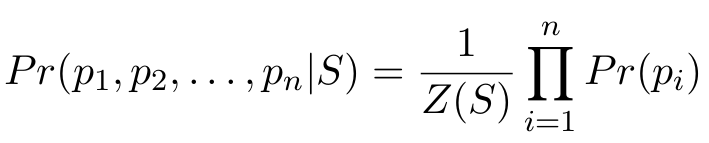 Pr(p_1, p_2, \ldots, p_n|S) = \frac{1}{Z(S)} \prod_{i=1}^{n} Pr(p_i)